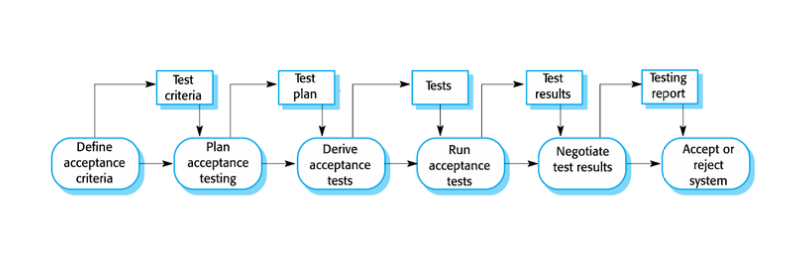 Test
criteria
Test
plan
Tests
Test
results
Testing
report
Define
acceptance
criteria
Plan
acceptance
testing
Derive
acceptance
tests
Run
acceptance
tests
Negotiate
test results
Accept or
reject
system